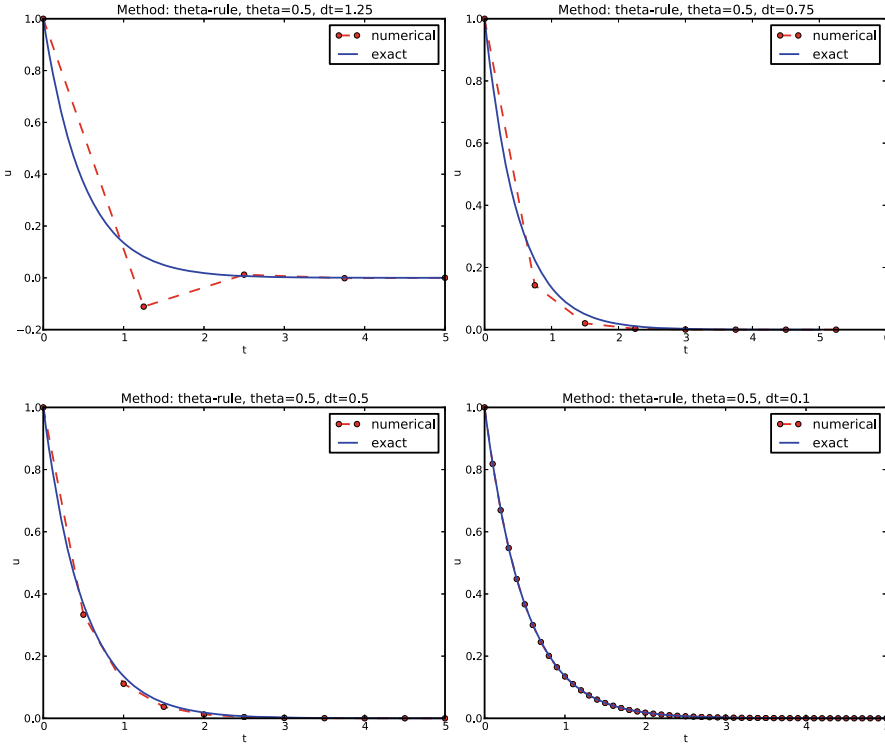 Method: theta-rule, theta=0.5, dt=1.25
1.0
0.8
0.6
0.4
0.2
0.0
−0.2
u
numerical
exact
0 1 2 3 4 5
t
Method: theta-rule, theta=0.5, dt=0.75
1.0
0.8
0.6
0.4
0.2
0.0
u
numerical
exact
0 1 2 3 4 5 6
t
Method: theta-rule, theta=0.5, dt=0.5
1.0
0.8
0.6
0.4
0.2
0.0
u
numerical
exact
0 1 2 3 4 5
t
Method: theta-rule, theta=0.5, dt=0.1
1.0
0.8
0.6
0.4
0.2
0.0
u
numerical
exact
0 1 2 3 4 5
t